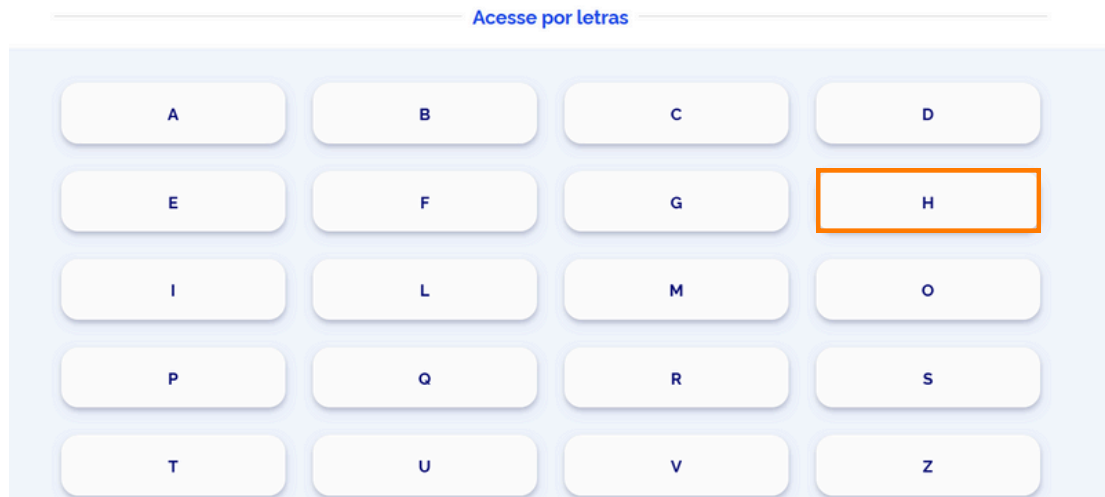 Acesse por letras
A B C D
E F G H
I L M O
P Q R S
T U V Z